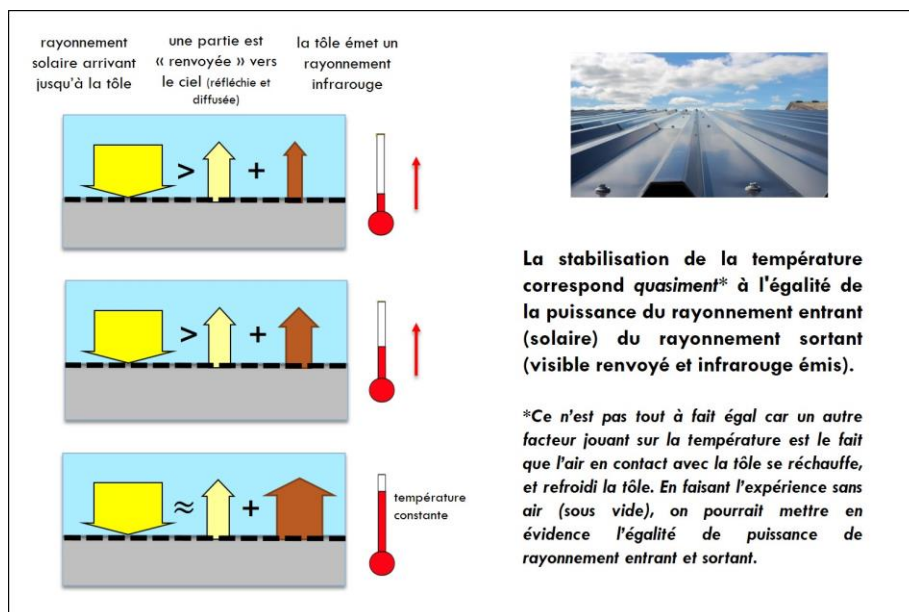 rayonnement
solaire arrivant
jusqu'à la tôle
une partie est
« renvoyée » vers
le ciel (réfléchie et
diffusée)
la tôle émet un
rayonnement
infrarouge
> +
> +
≈ +
température
constante
La stabilisation de la température
correspond quasiment* à l'égalité de
la puissance du rayonnement entrant
(solaire) du rayonnement sortant
(visible renvoyé et infrarouge émis).
*Ce n'est pas tout à fait égal car un autre
facteur jouant sur la température est le fait
que l'air en contact avec la tôle se réchauffe,
et refroidi la tôle. En faisant l'expérience sans
air (sous vide), on pourrait mettre en
évidence l'égalité de puissance de
rayonnement entrant et sortant.